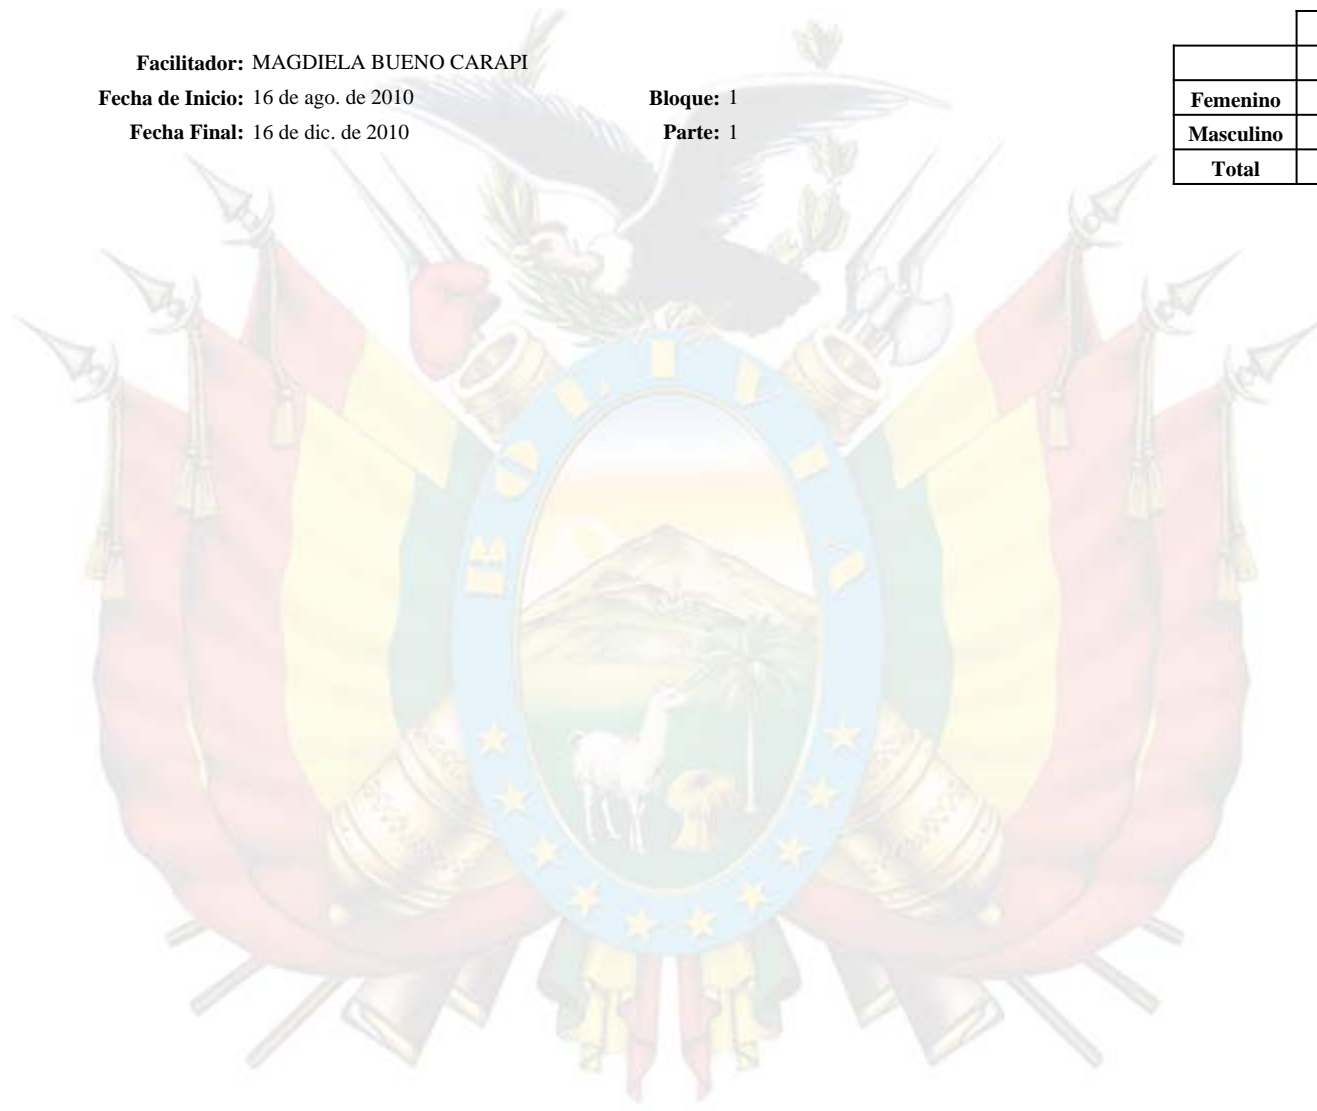 Facilitador: MAGDIELA BUENO CARAPI
Fecha de Inicio: 16 de ago. de 2010
Bloque: 1
Fecha Final: 16 de dic. de 2010
Parte: 1
Femenino
Masculino
Total
BOLIVIA